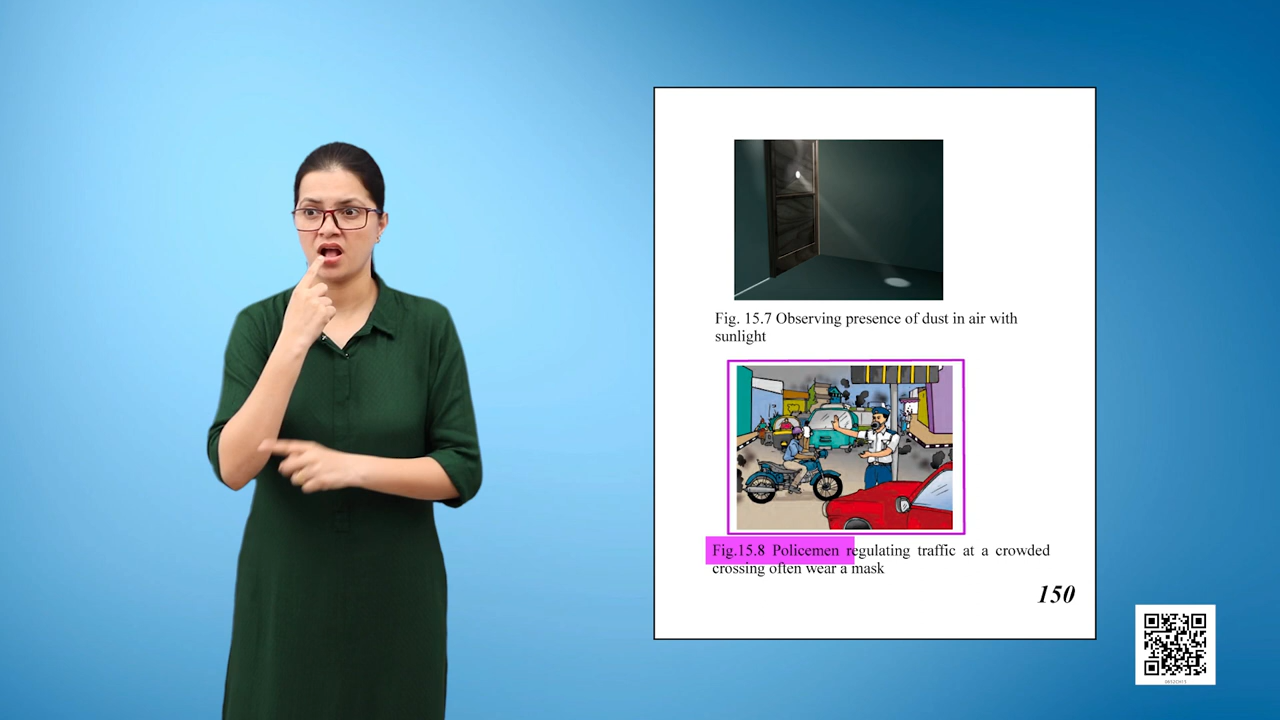 Fig. 15.7 Observing presence of dust in air with
sunlight
Fig.15.8 Policemen regulating traffic at a crowded
crossing often wear a mask
150